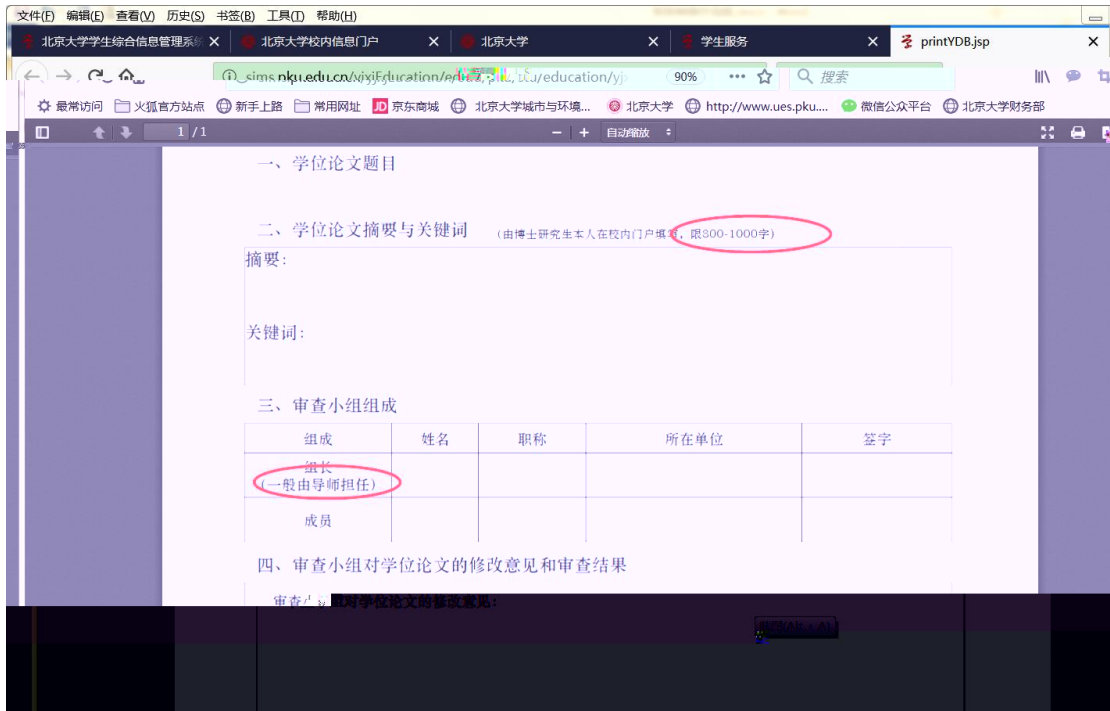 文件(F) 编辑(E) 查看(V) 历史(S) 书签(B) 工具(T) 帮助(H)
北京大学学生综合信息管理系统 × 北京大学校内信息门户 × 北京大学 × 学生服务 × printYDB.jsp ×
sims.pku.edu.cn/ /education/yj 90% ··· 搜索
最常访问 火狐官方站点 新手上路 常用网址 JD 京东商城 北京大学城市与环境... 北京大学 http://www.ues.pku.... 微信公众平台 北京大学财务部
1 / 1 − + 自动缩放
一、学位论文题目
二、学位论文摘要与关键词 (由博士研究生本人在校内门户填写，限800-1000字)
摘要:
关键词:
三、审查小组组成
组成 姓名 职称 所在单位 签字
组长
(一般由导师担任)
成员
四、审查小组对学位论文的修改意见和审查结果
审查小组对学位论文的修改意见: